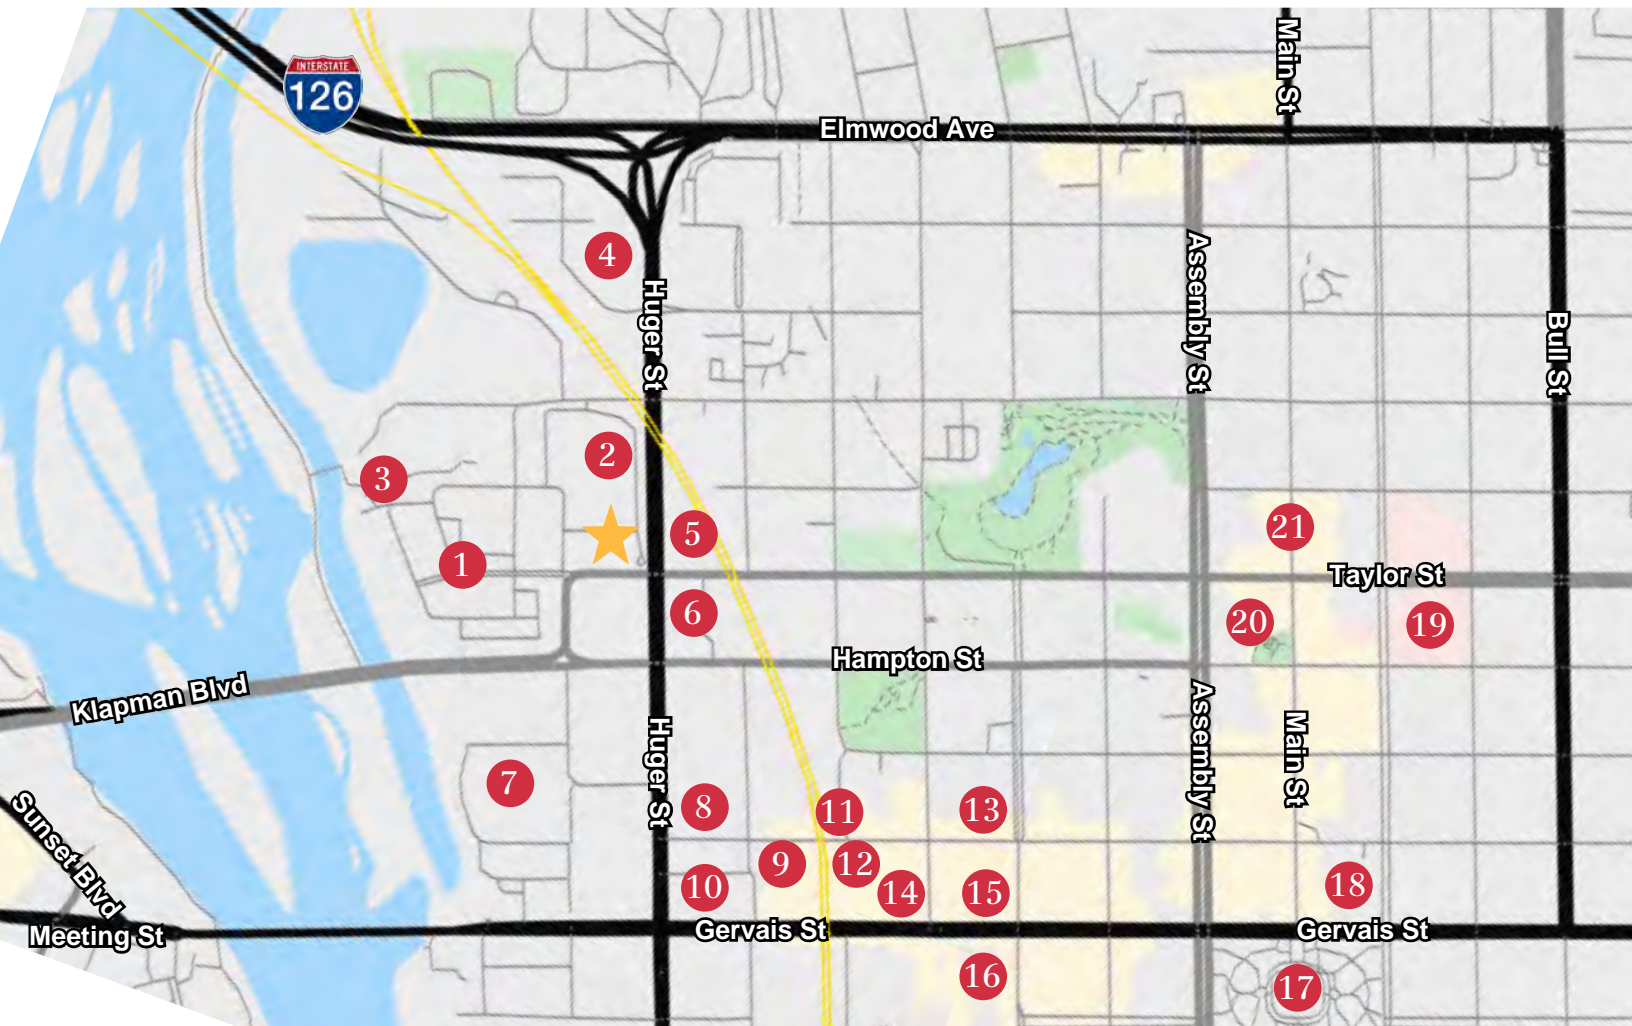 Main St
INTERSTATE
126
Elmwood Ave
4
Huger St
Assembly St
Bull St
2
3
21
5
1
Taylor St
6
20
19
Hampton St
Klapman Blvd
Assembly St
Main St
Huger St
7
8
11
13
Sunset Blvd
9
12
10
14
15
18
Meeting St
Gervais St
Gervais St
16
17